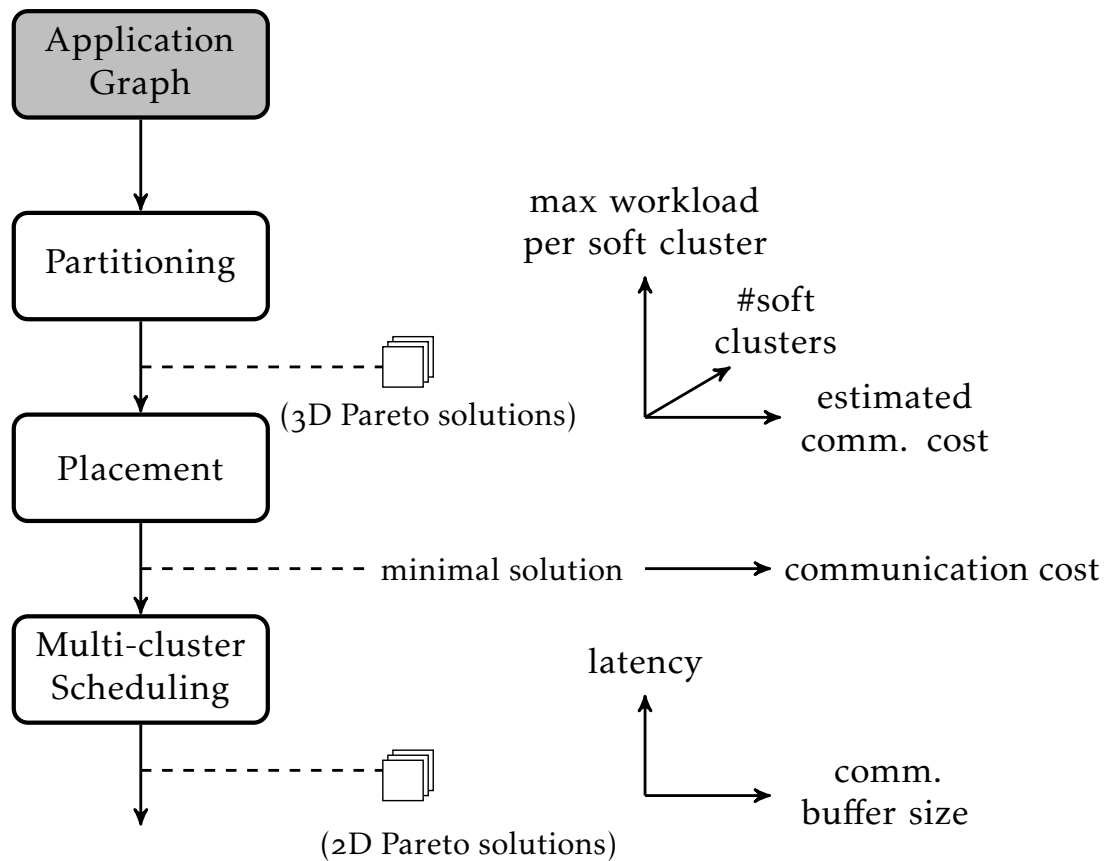 Application
Graph
Partitioning
max workload
per soft cluster
#soft
clusters
(3D Pareto solutions)
estimated
comm. cost
Placement
minimal solution
communication cost
Multi-cluster
Scheduling
latency
comm.
buffer size
(2D Pareto solutions)